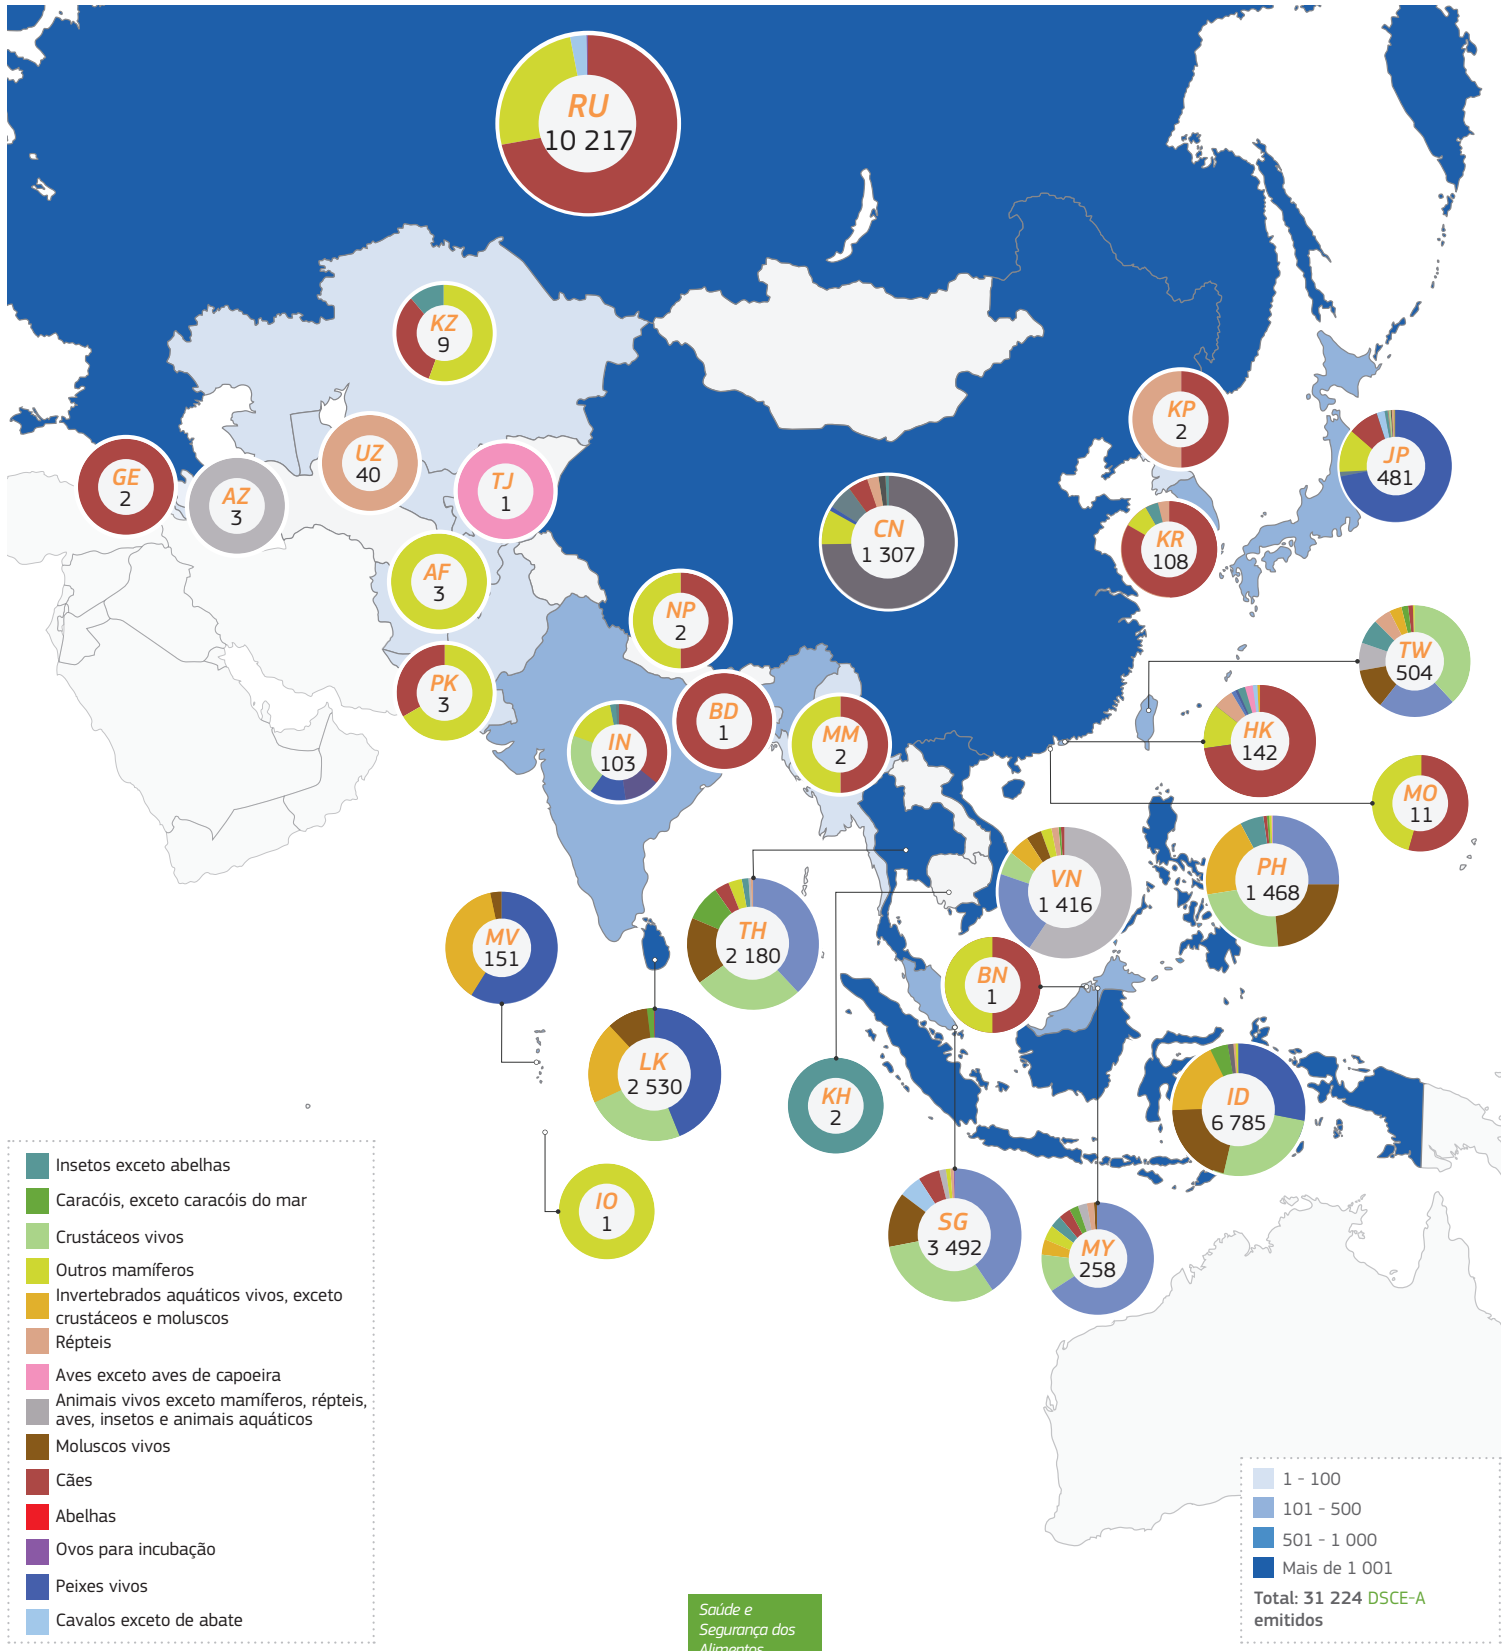 RU
10 217
KZ
9
KP
2
JP
481
GE
2
AZ
3
UZ
40
TJ
1
CN
1 307
KR
108
AF
3
NP
2
TW
504
PK
3
IN
103
BD
1
MM
2
HK
142
MO
11
MV
151
TH
2 180
VN
1 416
PH
1 468
BN
1
LK
2 530
KH
2
ID
6 785
IO
1
SG
3 492
MY
258
Insetos exceto abelhas
Caracóis, exceto caracóis do mar
Crustáceos vivos
Outros mamíferos
Invertebrados aquáticos vivos, exceto
crustáceos e moluscos
Répteis
Aves exceto aves de capoeira
Animais vivos exceto mamíferos, répteis,
aves, insetos e animais aquáticos
Moluscos vivos
Cães
Abelhas
Ovos para incubação
Peixes vivos
Cavalos exceto de abate
1 - 100
101 - 500
501 - 1 000
Mais de 1 001
Total: 31 224 DSCE-A
emitidos
Saúde e
Segurança dos
Alimentos